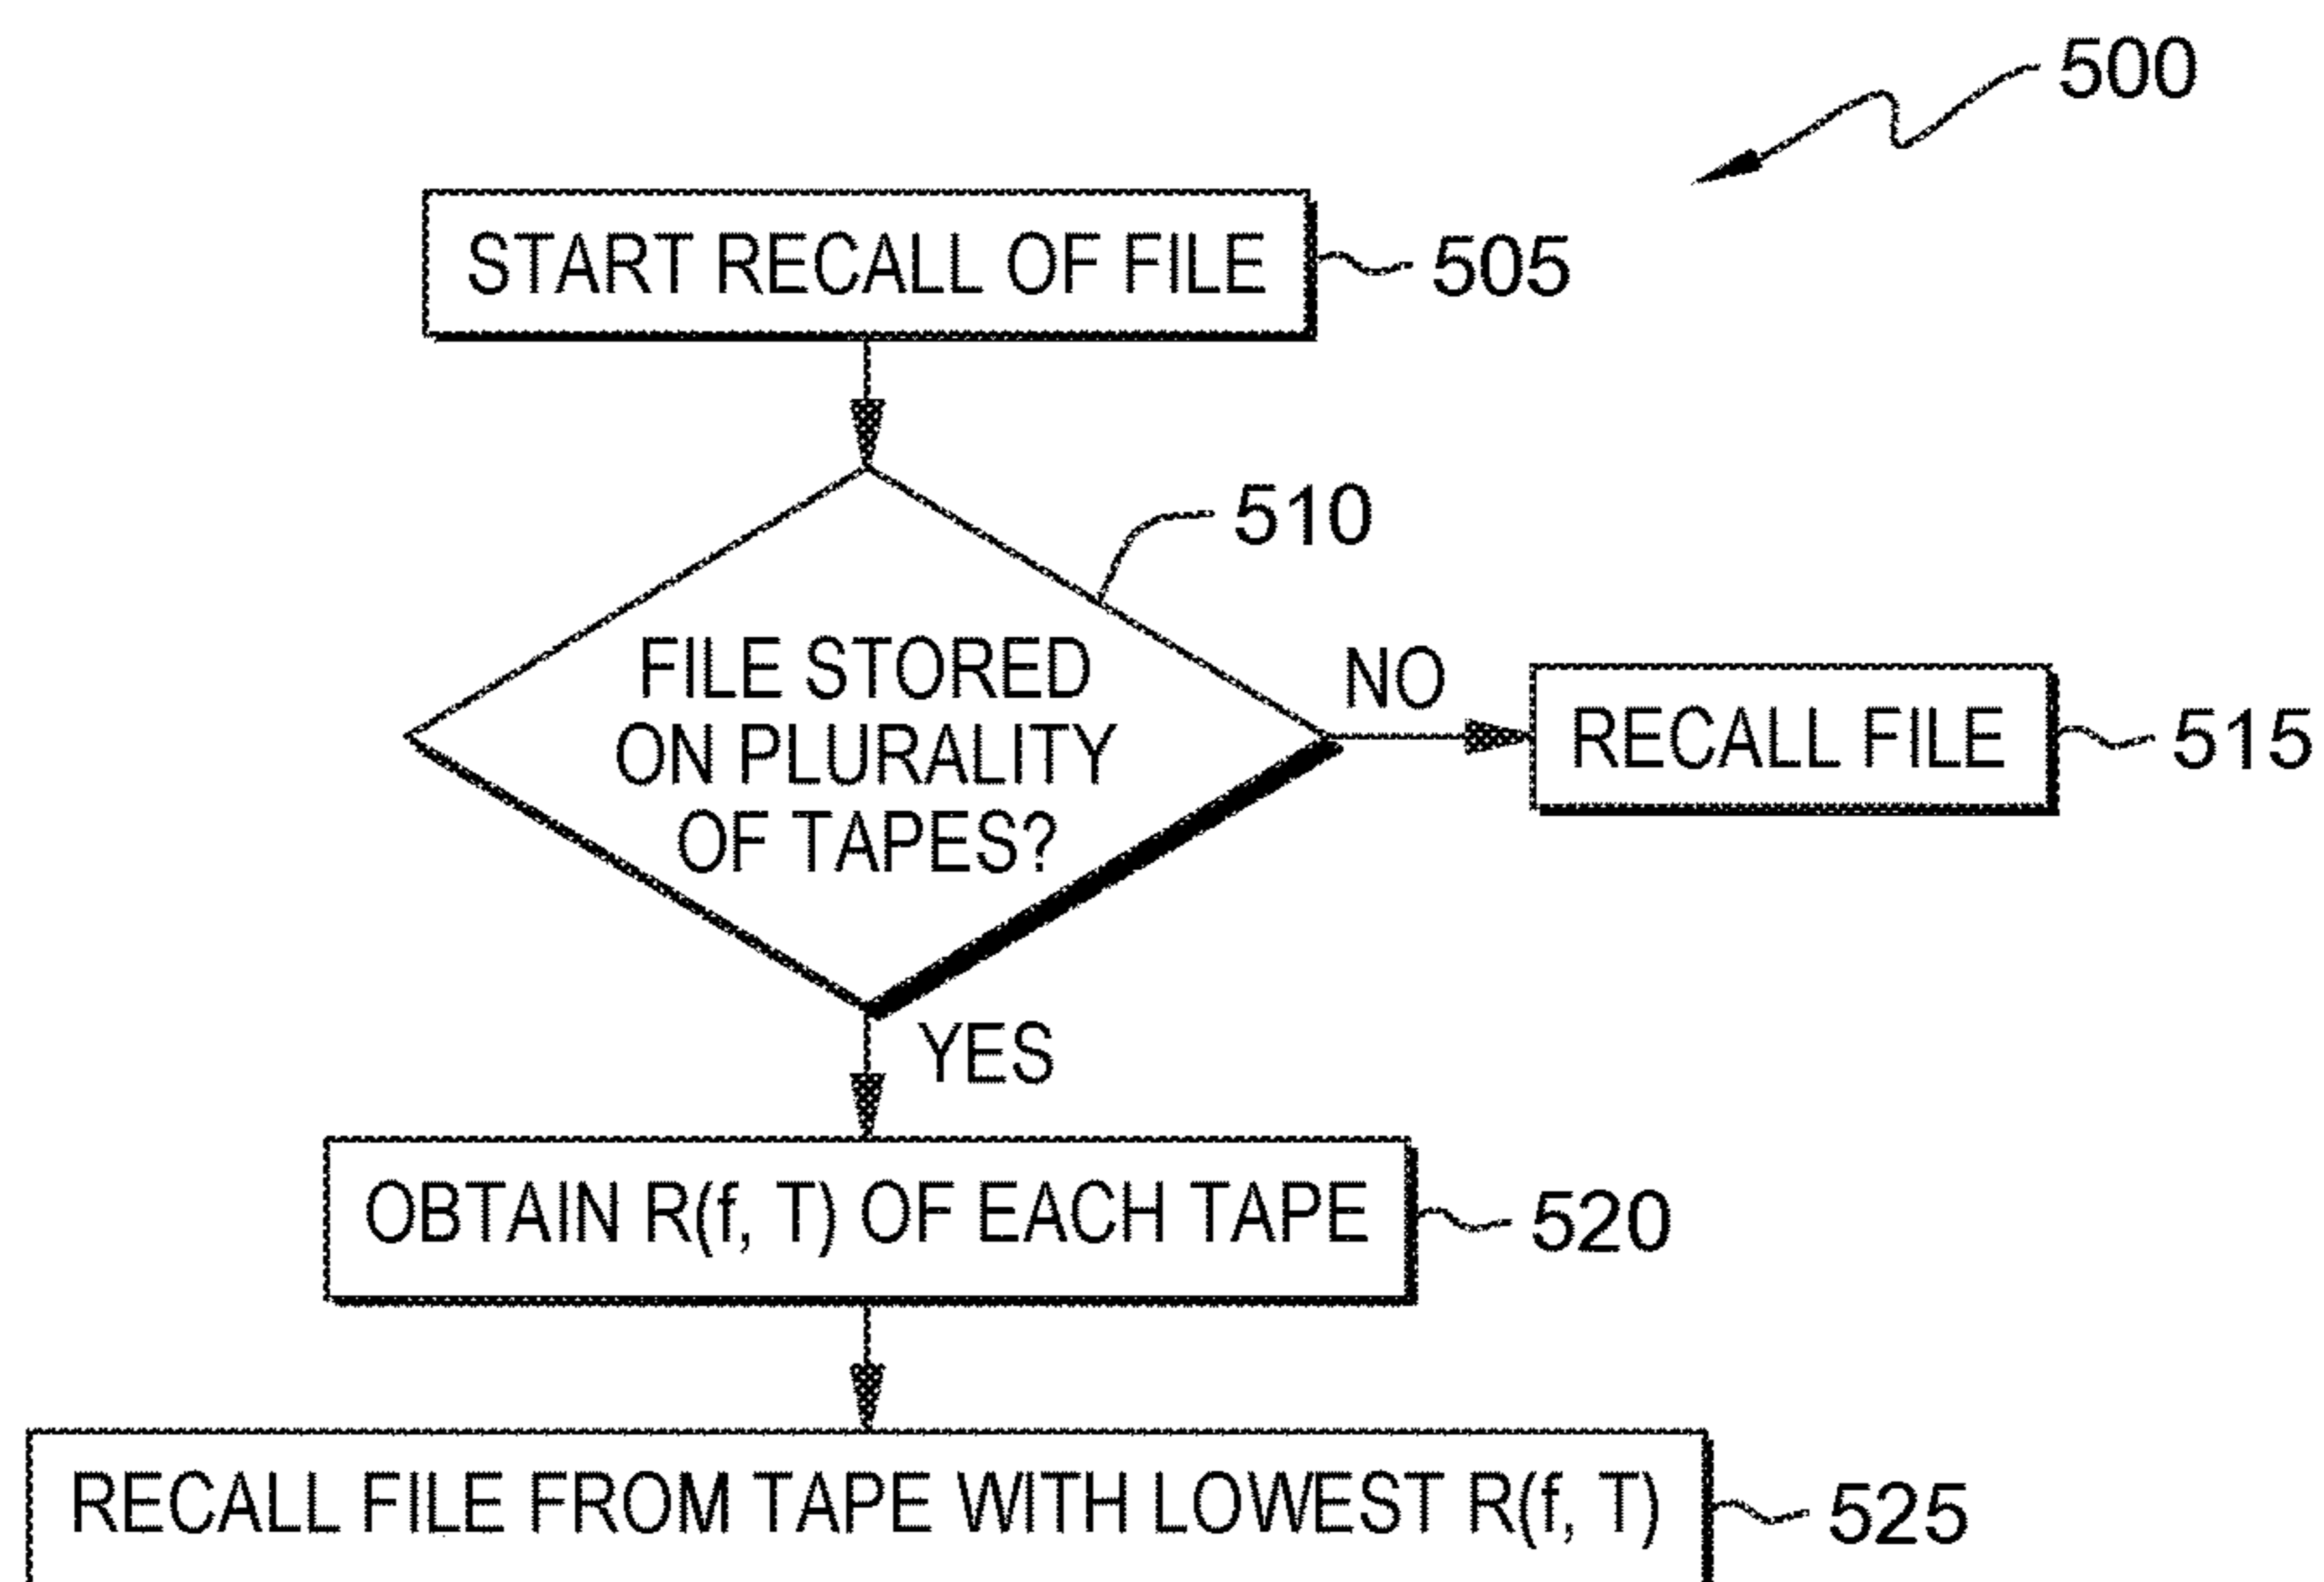 500
START RECALL OF FILE
505
510
FILE STORED
ON PLURALITY
OF TAPES?
NO
RECALL FILE
515
YES
OBTAIN R(f, T) OF EACH TAPE
520
RECALL FILE FROM TAPE WITH LOWEST R(f, T)
525